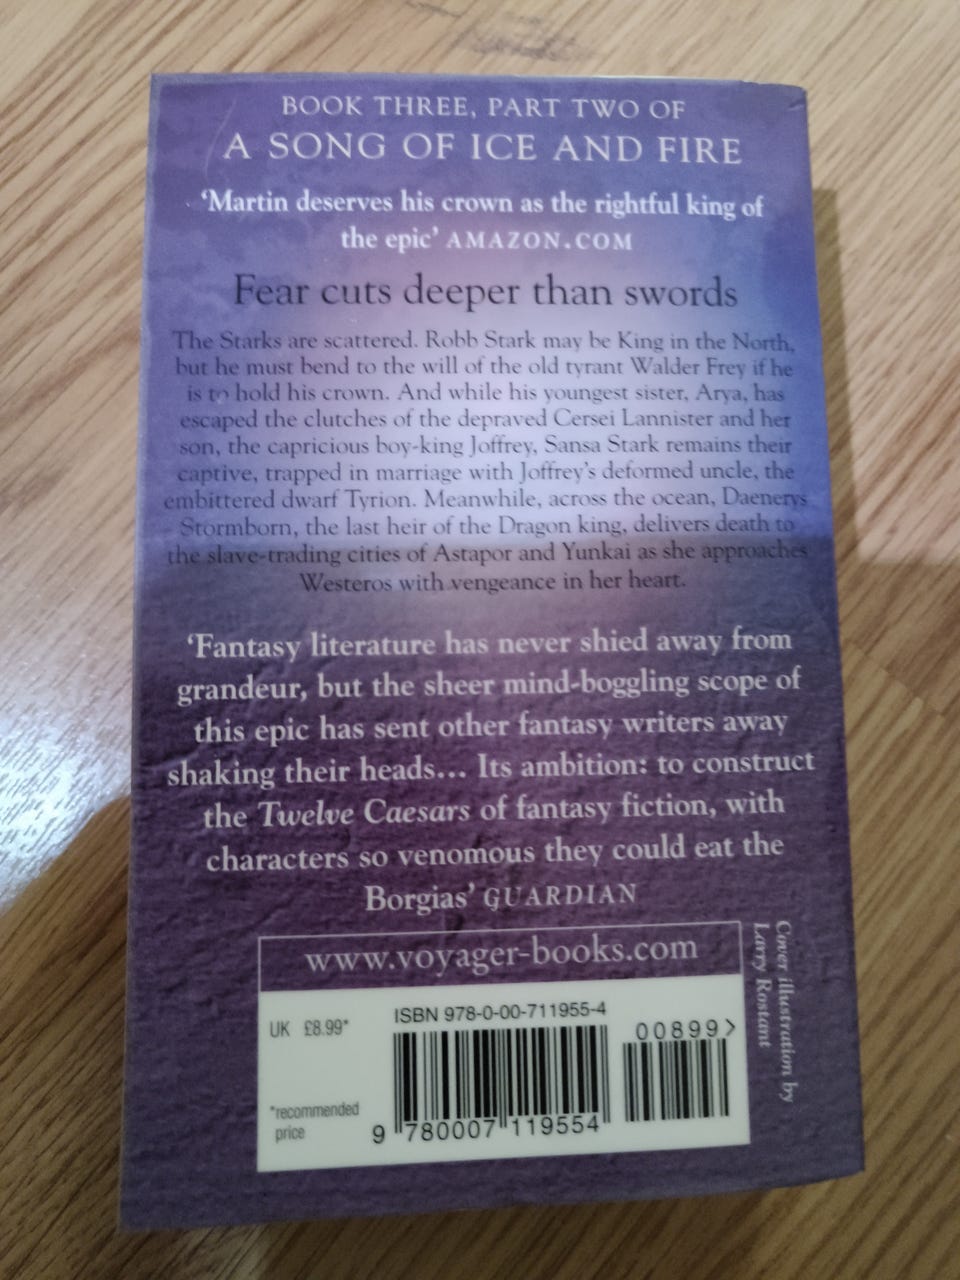 BOOK THREE, PART TWO OF
A SONG OF ICE AND FIRE
‘Martin deserves his crown as the rightful king of
the epic’ AMAZON.COM
Fear cuts deeper than swords
The Starks are scattered. Robb Stark may be King in the North,
but he must bend to the will of the old tyrant Walder Frey if he
is to hold his crown. And while his youngest sister, Arya, has
escaped the clutches of the depraved Cersei Lannister and her
son, the capricious boy-king Joffrey, Sansa Stark remains their
captive, trapped in marriage with Joffrey’s deformed uncle, the
embittered dwarf Tyrion. Meanwhile, across the ocean, Daenerys
Stormborn, the last heir of the Dragon king, delivers death to
the slave-trading cities of Astapor and Yunkai as she approaches
Westeros with vengeance in her heart.
‘Fantasy literature has never shied away from
grandeur, but the sheer mind-boggling scope of
this epic has sent other fantasy writers away
shaking their heads... Its ambition: to construct
the Twelve Caesars of fantasy fiction, with
characters so venomous they could eat the
Borgias’ GUARDIAN
www.voyager-books.com
Cover illustration by
Larry Rostant
ISBN 978-0-00-711955-4
UK £8.99*
00899>
*recommended
price
9 780007 119554